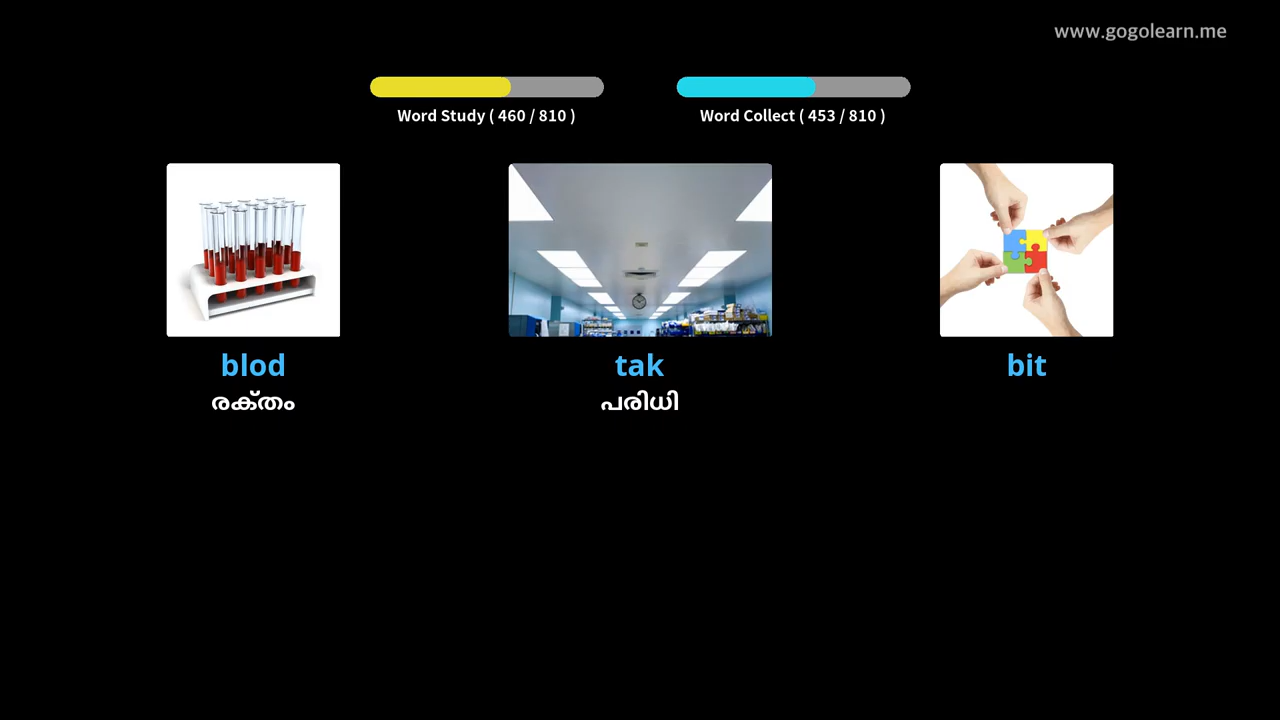 www.gogolearn.me
Word Study ( 460 / 810 )
Word Collect ( 453 / 810 )
blod
രക്തം
tak
പരിധി
bit